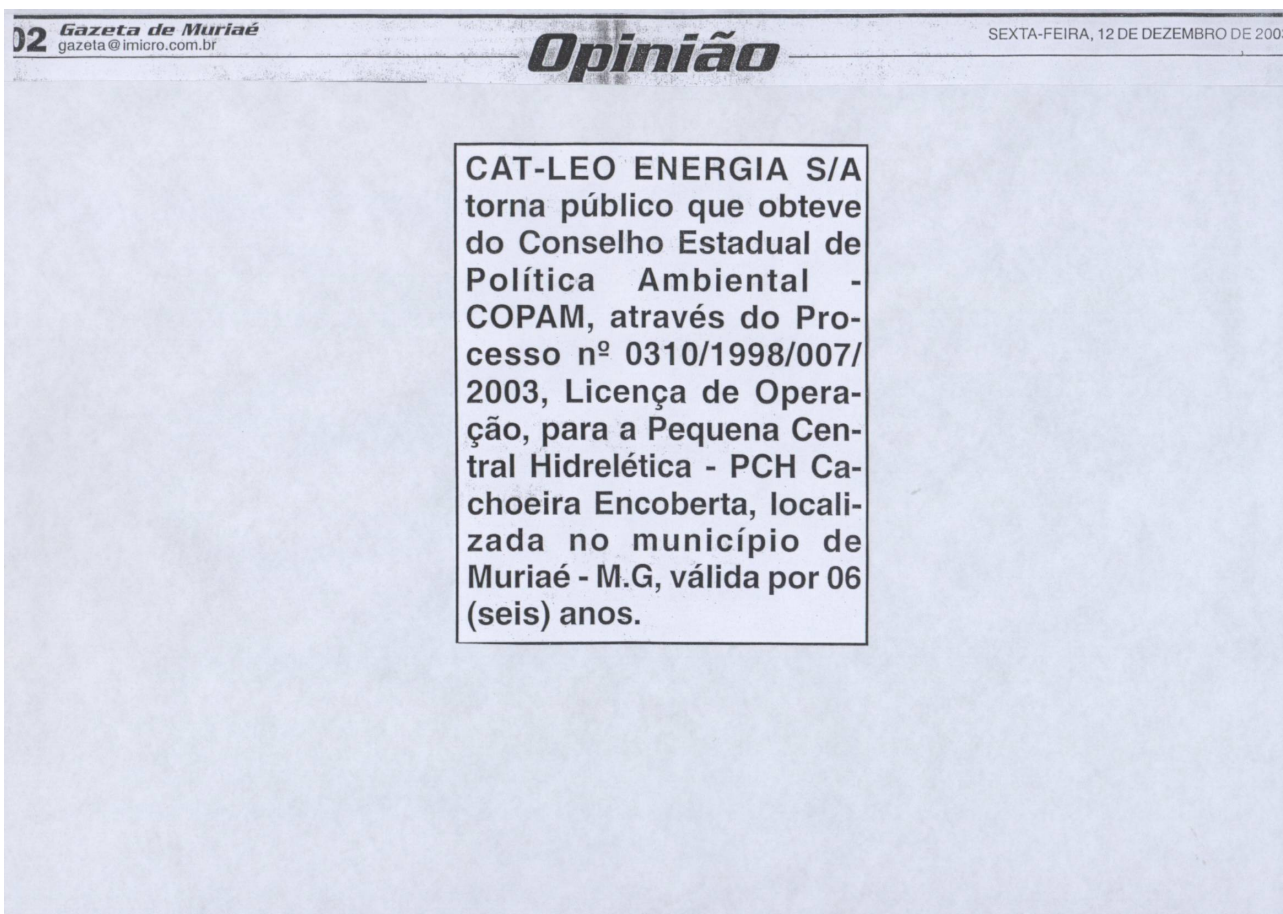 02 Gazeta de Muriaé
gazeta@imicro.com.br
Opinião
SEXTA-FEIRA, 12 DE DEZEMBRO DE 2003
CAT-LEO ENERGIA S/A
torna público que obteve
do Conselho Estadual de
Política Ambiental -
COPAM, através do Pro-
cesso nº 0310/1998/007/
2003, Licença de Opera-
ção, para a Pequena Cen-
tral Hidrelética - PCH Ca-
choeira Encoberta, locali-
zada no município de
Muriaé - M.G, válida por 06
(seis) anos.